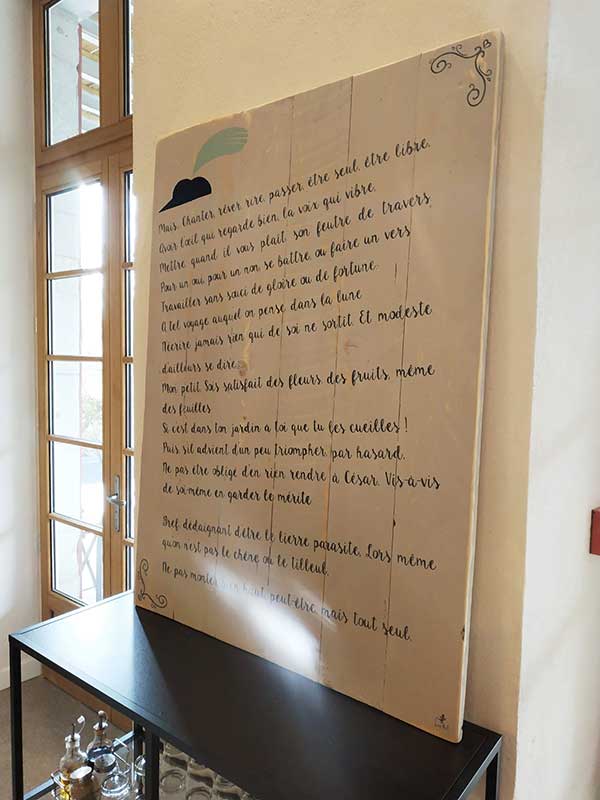 Mais. Chanter, rêver, rire, passer, être seul, être libre,
Avoir l'œil qui regarde bien, la voix qui vibre,
Mettre, quand il vous plaît, son feutre de travers,
Pour un oui, pour un non, se battre, ou faire un vers
Travailler sans souci de gloire ou de fortune.
A tel voyage auquel on pense dans la lune
N'écrire jamais rien qui de soi ne sortit, Et modeste
d'ailleurs se dire,
Mon petit, Sois satisfait des fleurs, des fruits, même
des feuilles
Si c'est dans ton jardin à toi que tu les cueilles !
Puis s'il advient d'un peu triompher, par hasard,
Ne pas être obligé d'en rien rendre à César, Vis-à-vis
de soi-même en garder le mérite
Bref, dédaignant d'être le lierre parasite, Lors même
qu'on n'est pas le chêne ou le tilleul,
Ne pas monter bien haut, peut-être, mais tout seul.